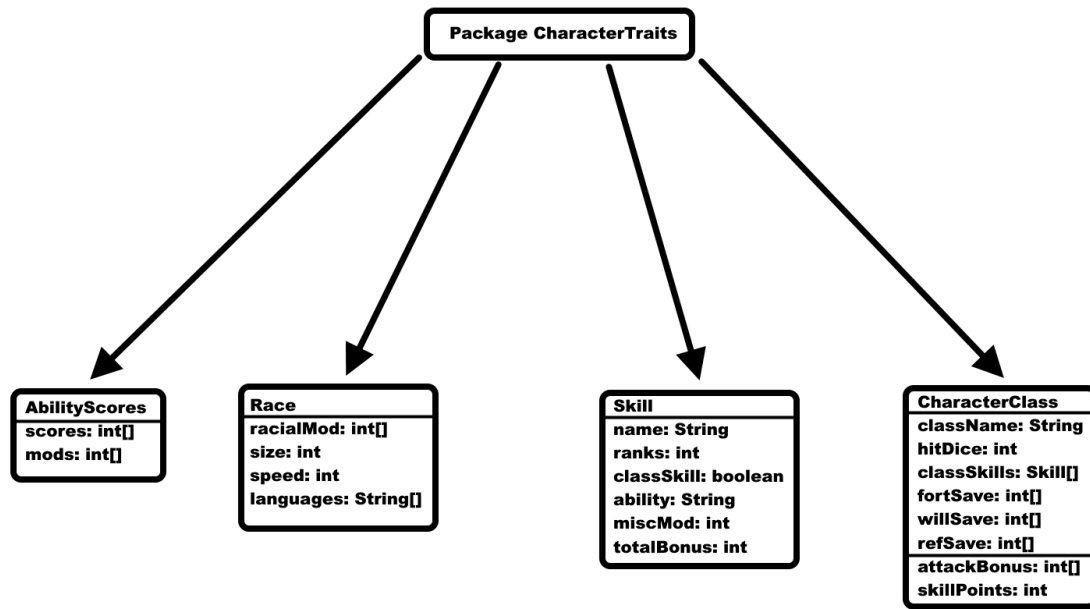 Package CharacterTraits
AbilityScores
scores: int[]
mods: int[]
Race
racialMod: int[]
size: int
speed: int
languages: String[]
Skill
name: String
ranks: int
classSkill: boolean
ability: String
miscMod: int
totalBonus: int
CharacterClass
className: String
hitDice: int
classSkills: Skill[]
fortSave: int[]
willSave: int[]
refSave: int[]
attackBonus: int[]
skillPoints: int